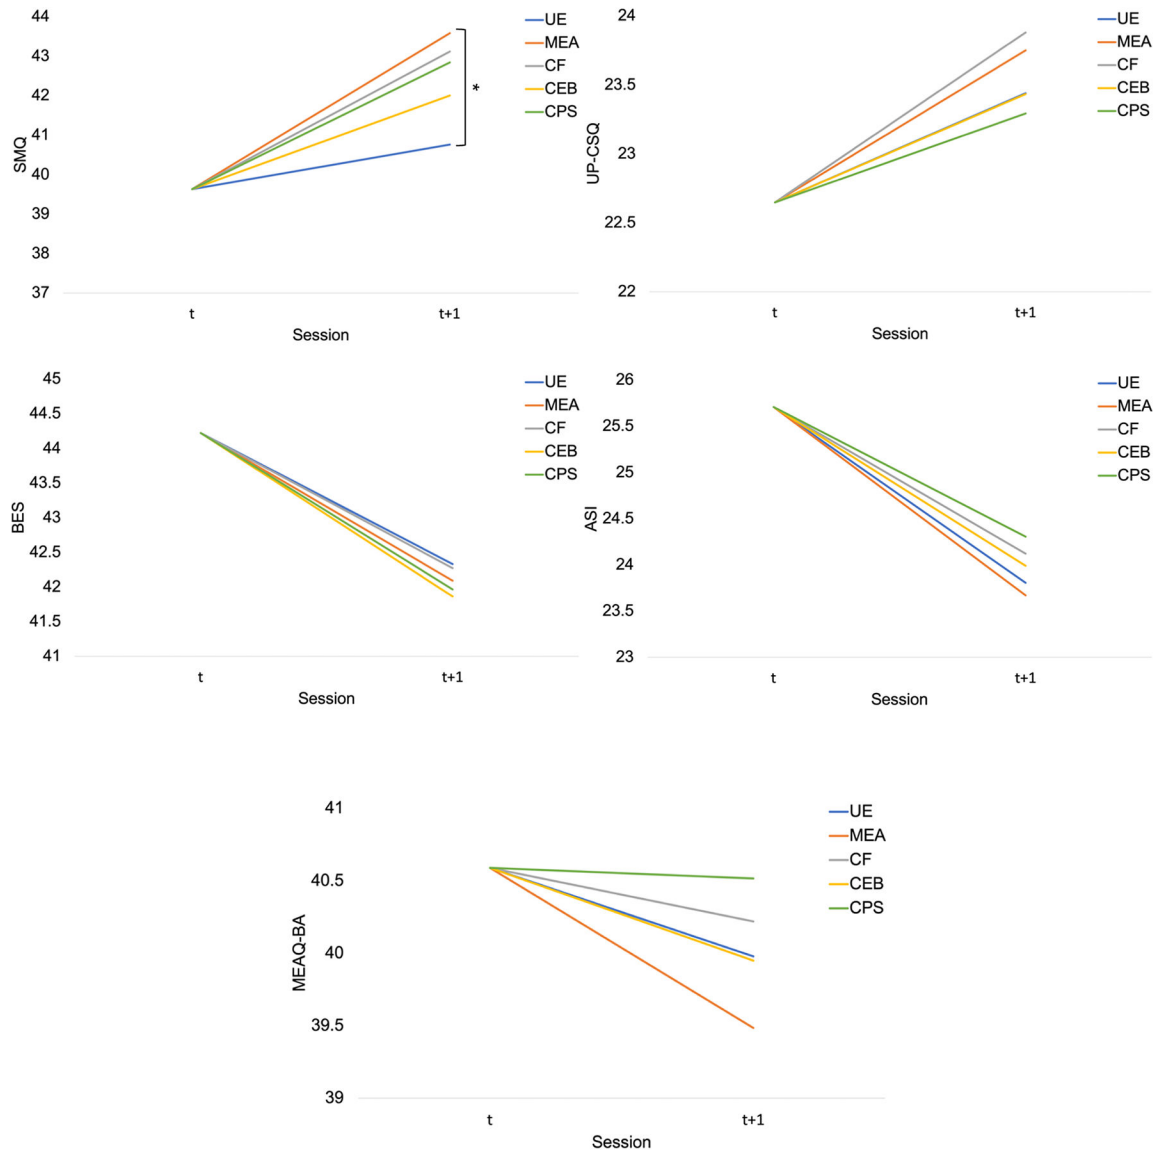 SMQ
44
43
42
41
40
39
38
37
t
t+1
Session
UE
MEA
CF
CEB
CPS
*
UP-CSQ
24
23.5
23
22.5
22
t
t+1
Session
UE
MEA
CF
CEB
CPS
BES
45
44.5
44
43.5
43
42.5
42
41.5
41
t
t+1
Session
UE
MEA
CF
CEB
CPS
ASI
26
25.5
25
24.5
24
23.5
23
t
t+1
Session
UE
MEA
CF
CEB
CPS
MEAQ-BA
41
40.5
40
39.5
39
t
t+1
Session
UE
MEA
CF
CEB
CPS